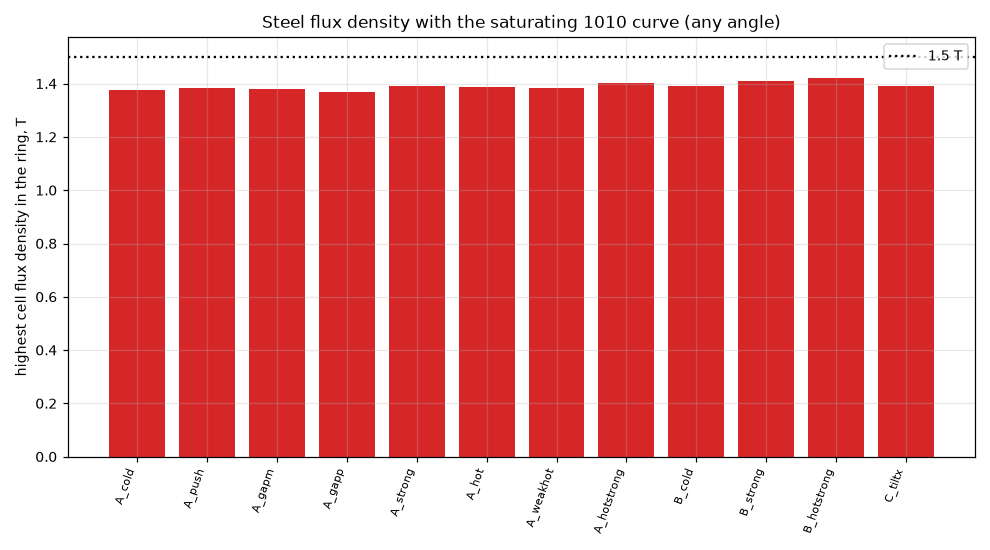 Steel flux density with the saturating 1010 curve (any angle)
1.5 T
highest cell flux density in the ring, T
1.4
1.2
1.0
0.8
0.6
0.4
0.2
0.0
A_cold
A_push
A_gapm
A_gapp
A_strong
A_hot
A_weakhot
A_hotstrong
B_cold
B_strong
B_hotstrong
C_tiltx